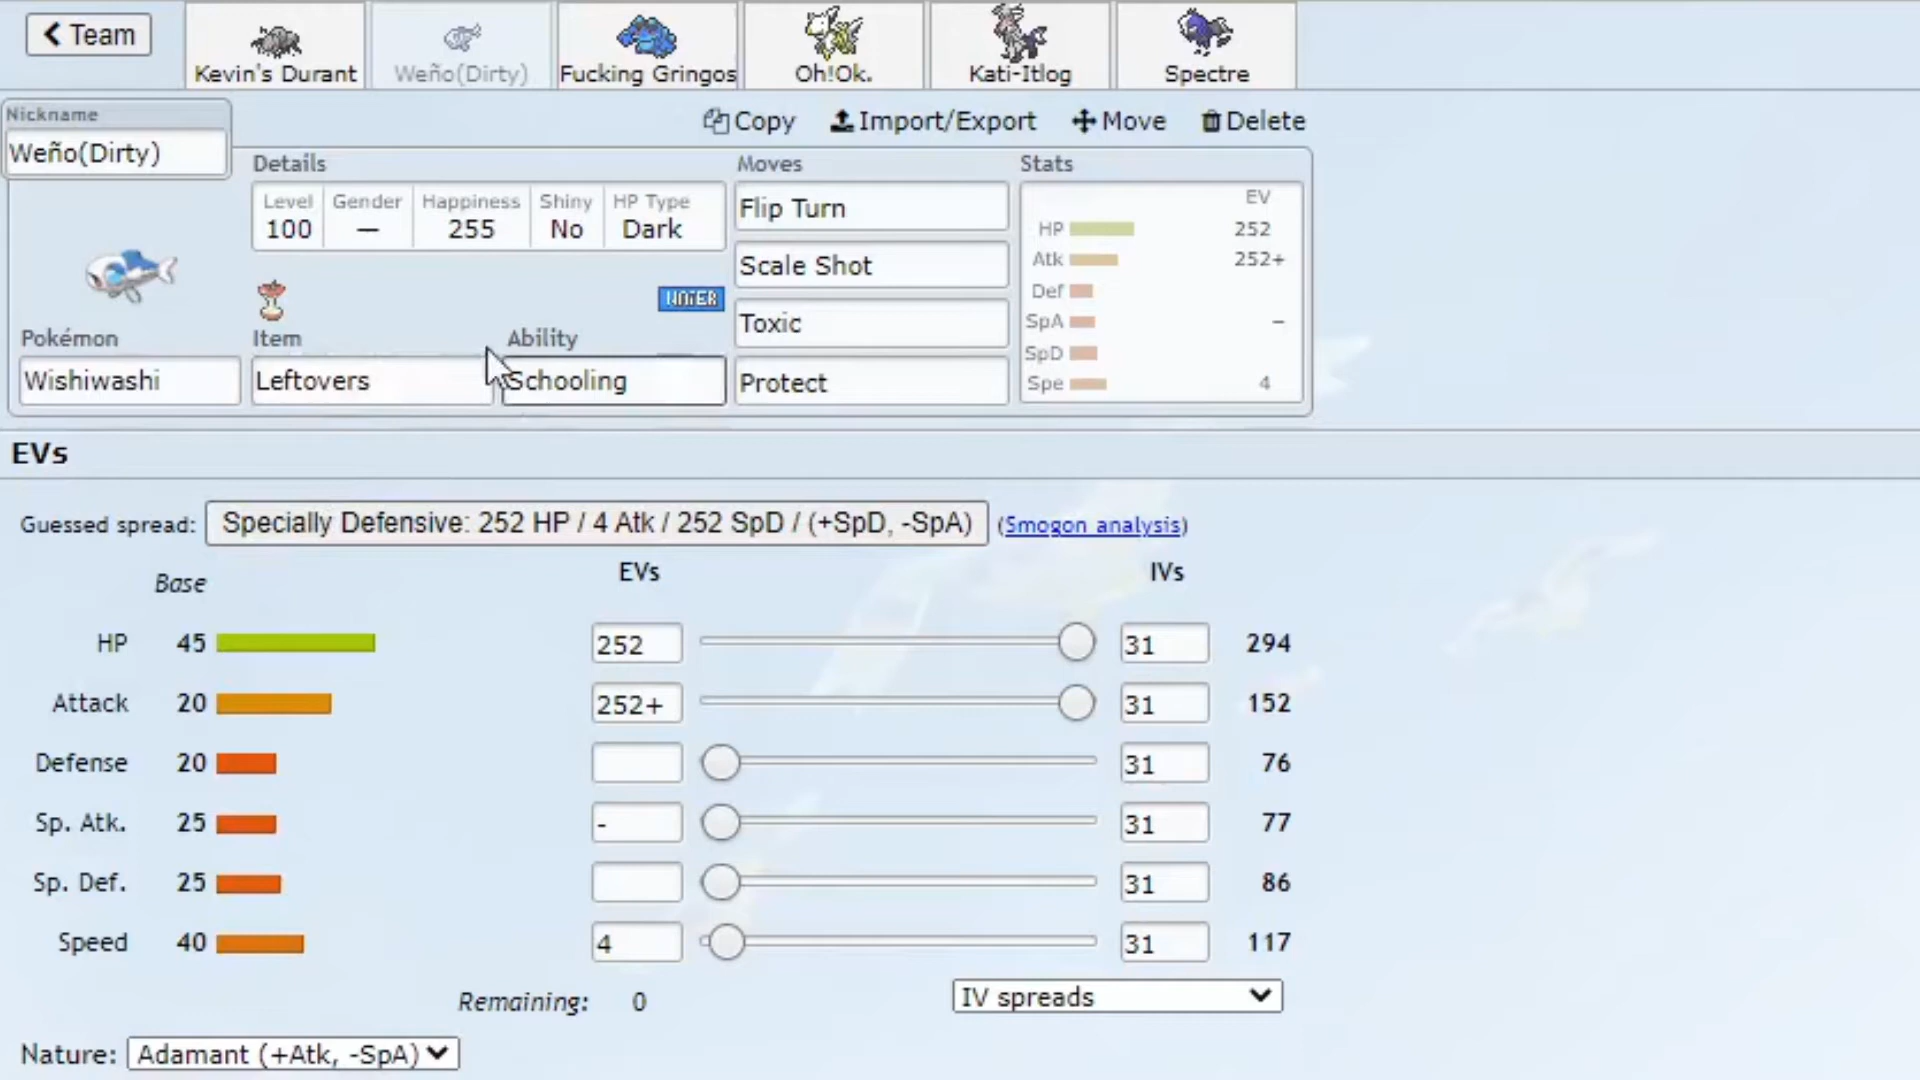 Team
Kevin's Durant
Weño(Dirty)
Fucking Gringos
Oh!Ok.
Kati-Itlog
Spectre
Nickname
Weño(Dirty)
Copy
Import/Export
Move
Delete
Details
Level Gender Happiness Shiny HP Type
100 — 255 No Dark
WATER
Pokémon
Wishiwashi
Item
Leftovers
Ability
Schooling
Moves
Flip Turn
Scale Shot
Toxic
Protect
Stats
EV
HP 252
Atk 252+
Def
SpA −
SpD
Spe 4
EVs
Guessed spread: Specially Defensive: 252 HP / 4 Atk / 252 SpD / (+SpD, -SpA) (Smogon analysis)
Base EVs IVs
HP 45 252 31 294
Attack 20 252+ 31 152
Defense 20 31 76
Sp. Atk. 25 - 31 77
Sp. Def. 25 31 86
Speed 40 4 31 117
Remaining: 0 IV spreads
Nature: Adamant (+Atk, -SpA)